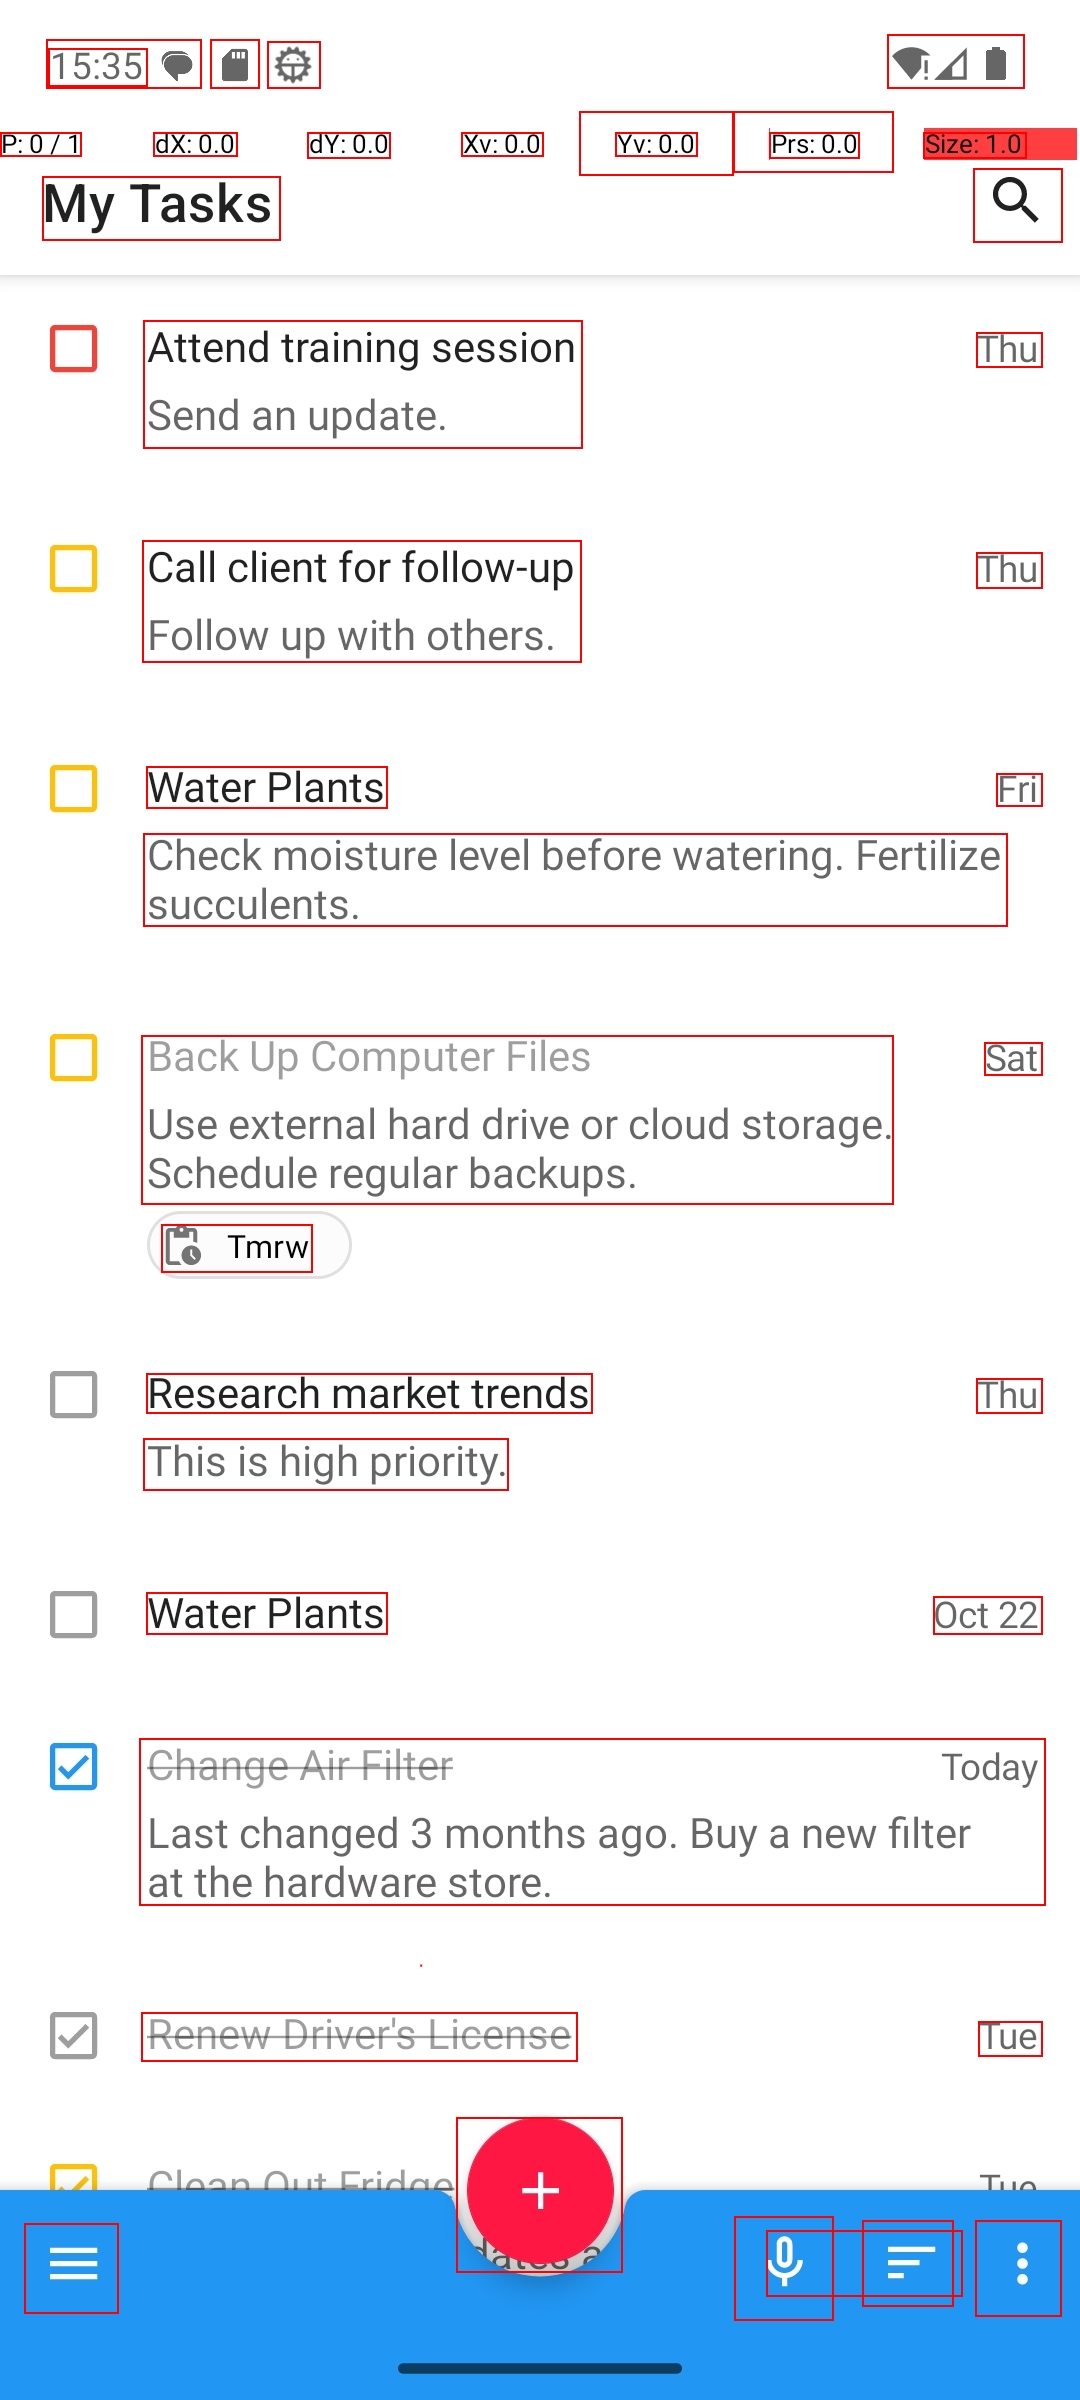 15:35
P: 0 / 1
dX: 0.0
dY: 0.0
Xv: 0.0
Yv: 0.0
Prs: 0.0
Size: 1.0
My Tasks
Attend training session
Thu
Send an update.
Call client for follow-up
Thu
Follow up with others.
Water Plants
Fri
Check moisture level before watering. Fertilize
succulents.
Back Up Computer Files
Sat
Use external hard drive or cloud storage.
Schedule regular backups.
Tmrw
Research market trends
Thu
This is high priority.
Water Plants
Oct 22
Change Air Filter
Today
Last changed 3 months ago. Buy a new filter
at the hardware store.
Renew Driver's License
Tue
Clean Out Fridge
Tue